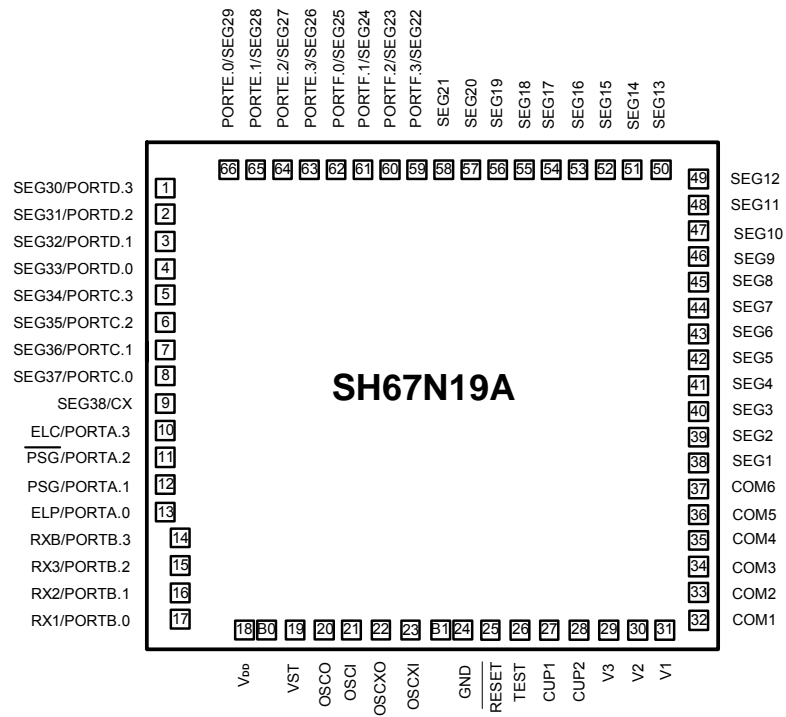 PORTE.0/SEG29
PORTE.1/SEG28
PORTE.2/SEG27
PORTE.3/SEG26
PORTF.0/SEG25
PORTF.1/SEG24
PORTF.2/SEG23
PORTF.3/SEG22
SEG21
SEG20
SEG19
SEG18
SEG17
SEG16
SEG15
SEG14
SEG13
66 65 64 63 62 61 60 59 58 57 56 55 54 53 52 51 50
SEG30/PORTD.3 1
SEG31/PORTD.2 2
SEG32/PORTD.1 3
SEG33/PORTD.0 4
SEG34/PORTC.3 5
SEG35/PORTC.2 6
SEG36/PORTC.1 7
SEG37/PORTC.0 8
SEG38/CX 9
ELC/PORTA.3 10
PSG/PORTA.2 11
PSG/PORTA.1 12
ELP/PORTA.0 13
RXB/PORTB.3 14
RX3/PORTB.2 15
RX2/PORTB.1 16
RX1/PORTB.0 17
SH67N19A
49 SEG12
48 SEG11
47 SEG10
46 SEG9
45 SEG8
44 SEG7
43 SEG6
42 SEG5
41 SEG4
40 SEG3
39 SEG2
38 SEG1
37 COM6
36 COM5
35 COM4
34 COM3
33 COM2
32 COM1
18 B0 19 20 21 22 23 B1 24 25 26 27 28 29 30 31
VDD
VST
OSCO
OSCI
OSCXO
OSCXI
GND
RESET
TEST
CUP1
CUP2
V3
V2
V1